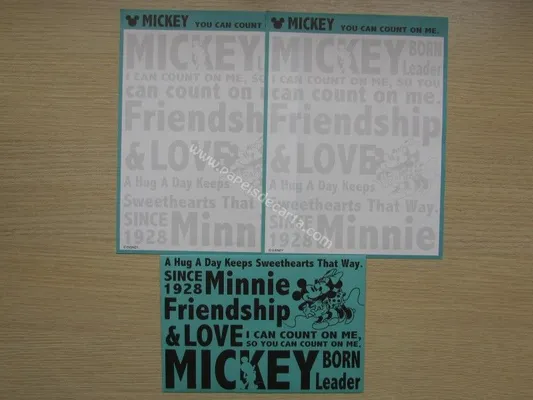 MICKEY YOU CAN COUNT
MICKEY
I CAN COUNT ON ME, SO
can count on
Friendship
& LOVE
A Hug A Day Keeps
Sweethearts That
SINCE
1928 Minnie
MICKEY YOU CAN COUNT ON ME.
MICKEY BORN
Leader
I CAN COUNT ON ME, SO YOU
can count on me.
Friendship
& LOVE
A Hug A Day Keeps
Sweethearts That Way.
SINCE
1928 Minnie
www.Papeisdecarta.com
A Hug A Day Keeps Sweethearts That Way.
SINCE
1928 Minnie
Friendship
& LOVE I CAN COUNT ON ME,
SO YOU CAN COUNT ON ME.
MICKEY BORN
Leader